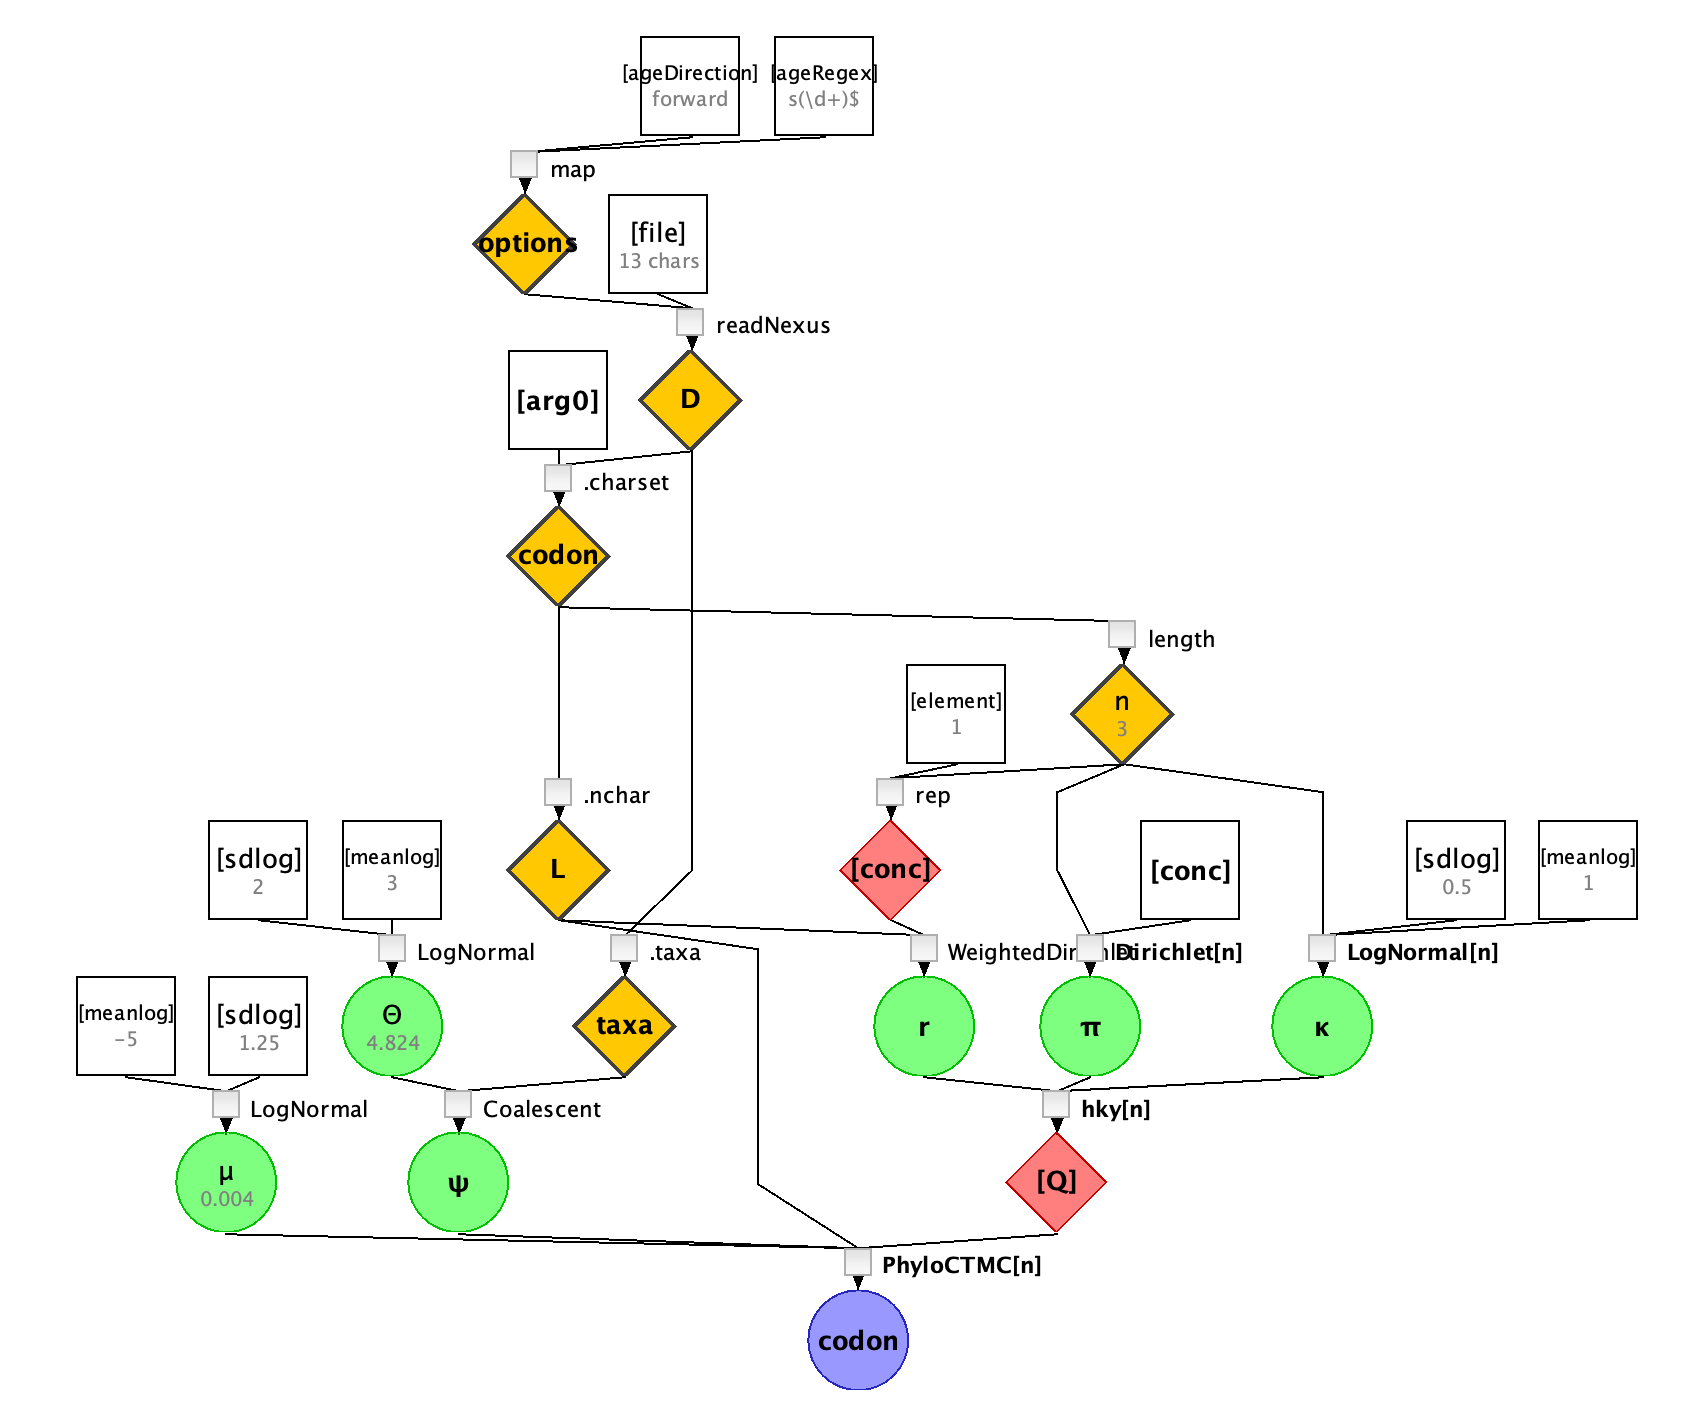 [ageDirection]
forward
[ageRegex]
s(\d+)$
map
options
[file]
13 chars
readNexus
[arg0]
D
.charset
codon
length
[element]
1
n
3
.nchar
rep
[sdlog]
2
[meanlog]
3
L
[conc]
[conc]
[sdlog]
0.5
[meanlog]
1
LogNormal
.taxa
WeightedDirichlet
Dirichlet[n]
LogNormal[n]
[meanlog]
−5
[sdlog]
1.25
Θ
4.824
taxa
r
π
κ
LogNormal
Coalescent
hky[n]
μ
0.004
ψ
[Q]
PhyloCTMC[n]
codon